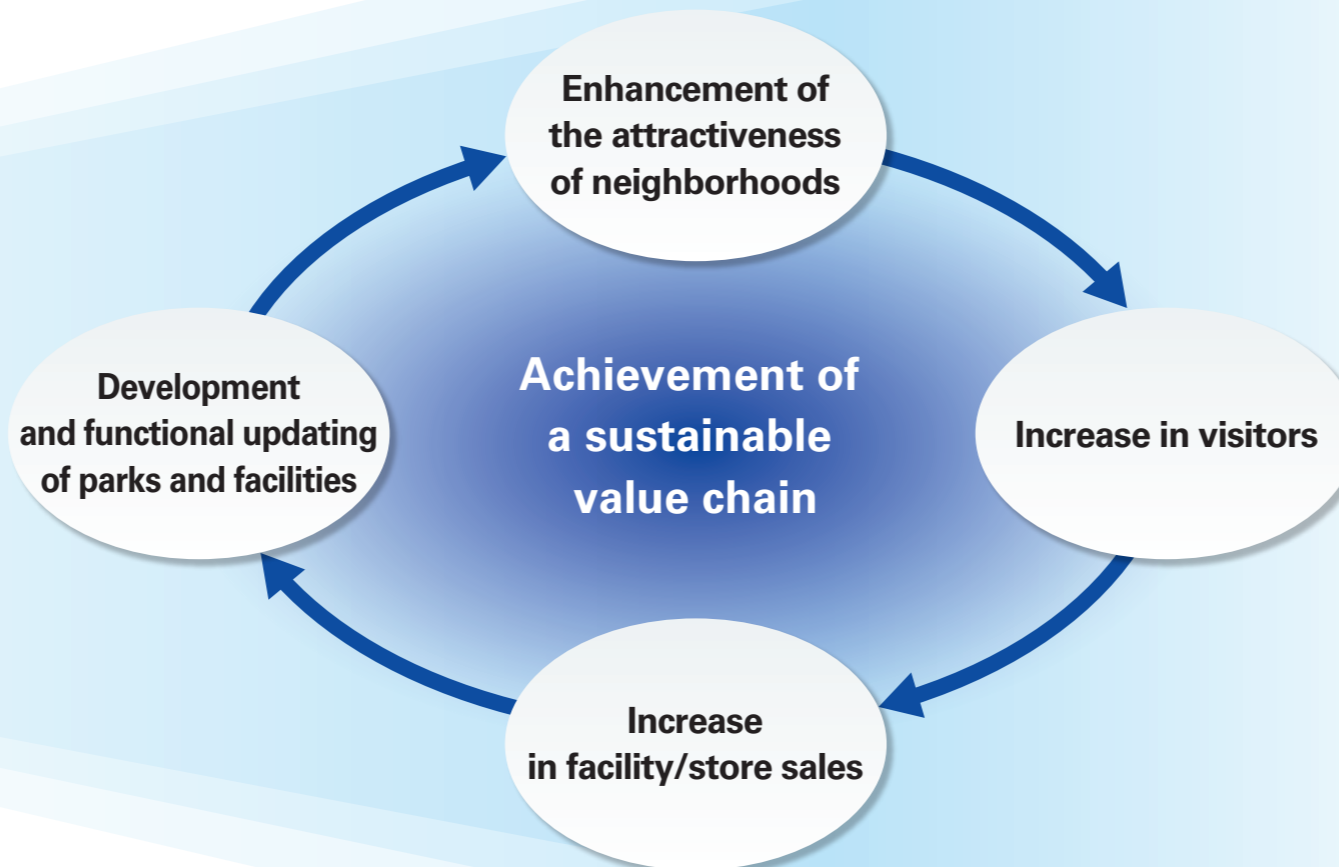 Enhancement of
the attractiveness
of neighborhoods
Development
and functional updating
of parks and facilities
Achievement of
a sustainable
value chain
Increase in visitors
Increase
in facility/store sales